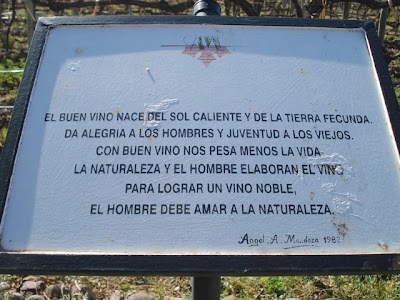 EL BUEN VINO NACE DEL SOL CALIENTE Y DE LA TIERRA FECUNDA.
DA ALEGRIA A LOS HOMBRES Y JUVENTUD A LOS VIEJOS.
CON BUEN VINO NOS PESA MENOS LA VIDA.
LA NATURALEZA Y EL HOMBRE ELABORAN EL VINO
PARA LOGRAR UN VINO NOBLE,
EL HOMBRE DEBE AMAR A LA NATURALEZA.
Angel. A. Mendoza 1982